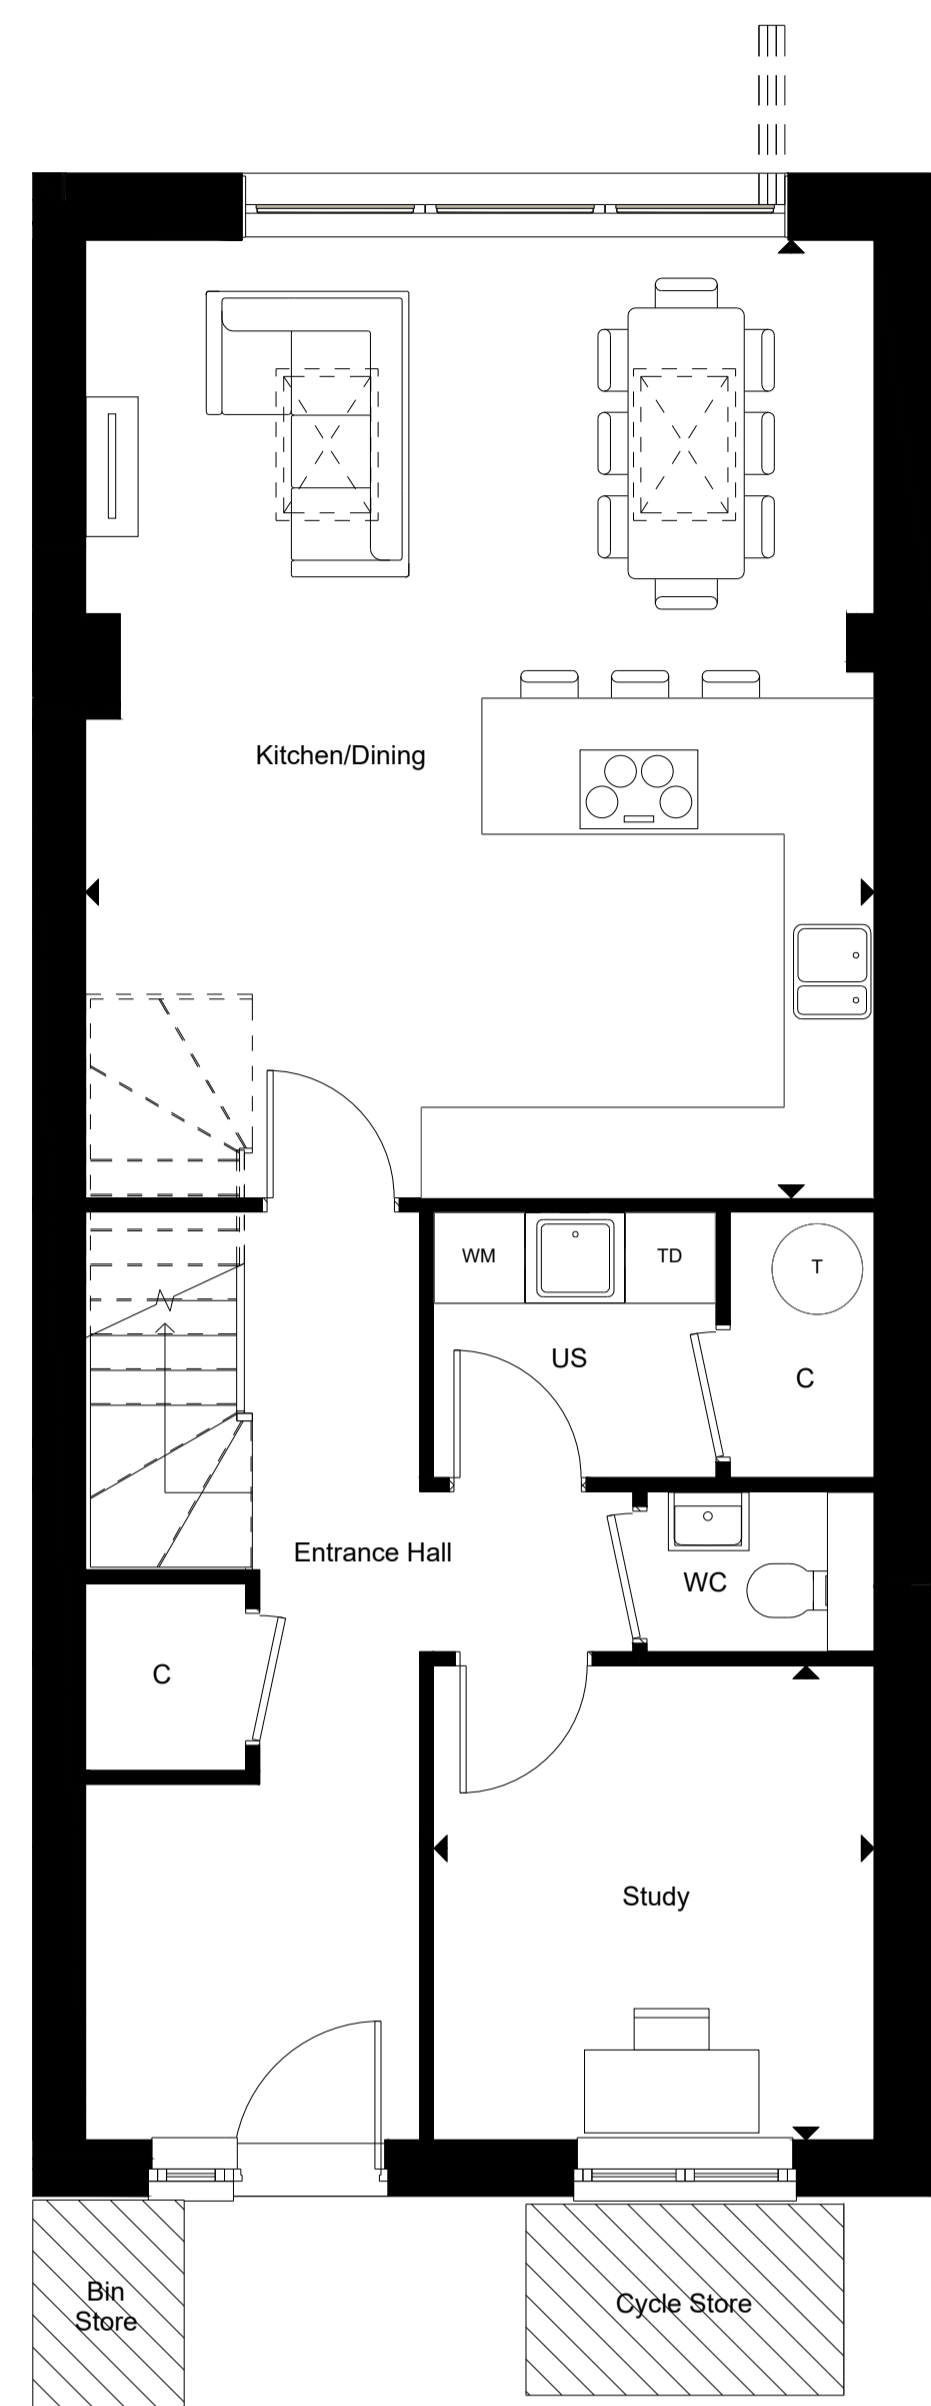 Kitchen/Dining
WM
TD
T
US
C
Entrance Hall
WC
C
Study
Bin
Store
Cycle Store